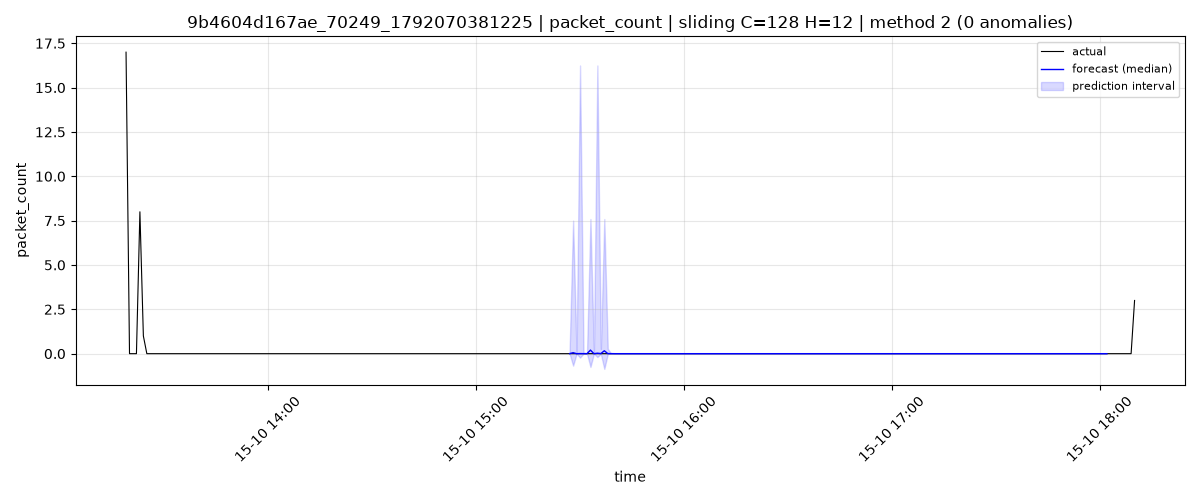 9b4604d167ae_70249_1792070381225 | packet_count | sliding C=128 H=12 | method 2 (0 anomalies)
actual
forecast (median)
prediction interval
17.5
15.0
12.5
10.0
7.5
5.0
2.5
0.0
packet_count
15-10 14:00
15-10 15:00
15-10 16:00
15-10 17:00
15-10 18:00
time